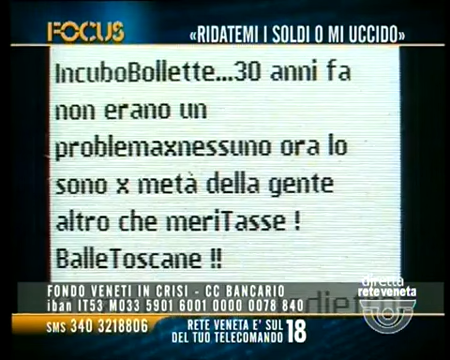 FOCUS
«RIDATEMI I SOLDI O MI UCCIDO»
IncuboBollette...30 anni fa
non erano un
problemaxnessuno ora lo
sono x metà della gente
altro che meriTasse !
BalleToscane !!
FONDO VENETI IN CRISI - CC BANCARIO
iban IT53 M033 5901 6001 0000 0078 840
diretta
reteveneta
SMS 340 3218806
RETE VENETA E' SUL
DEL TUO TELECOMANDO 18